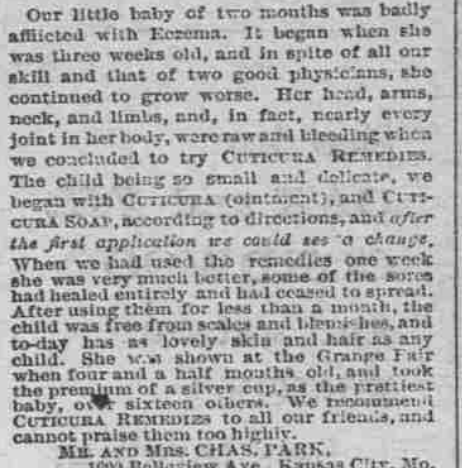 Our little baby of two months was badly
afflicted with Eczema. It began when she
was three weeks old, and in spite of all our
skill and that of two good physicians, she
continued to grow worse. Her head, arms,
neck, and limbs, and, in fact, nearly every
joint in her body, were raw and bleeding when
we concluded to try CUTICURA REMEDIES.
The child being so small and delicate, we
began with CUTICURA (ointment), and CUTI-
CURA SOAP, according to directions, and after
the first application we could see a change.
When we had used the remedies one week
she was very much better, some of the sores
had healed entirely and had ceased to spread.
After using them for less than a month, the
child was free from scales and blemishes, and
to-day has as lovely skin and hair as any
child. She was shown at the Grange Fair
when four and a half months old, and took
the premium of a silver cup, as the prettiest
baby, over sixteen others. We recommend
CUTICURA REMEDIES to all our friends, and
cannot praise them too highly.
MR. AND MRS. CHAS. PARK,
Belleview Ave., Kansas City, Mo.